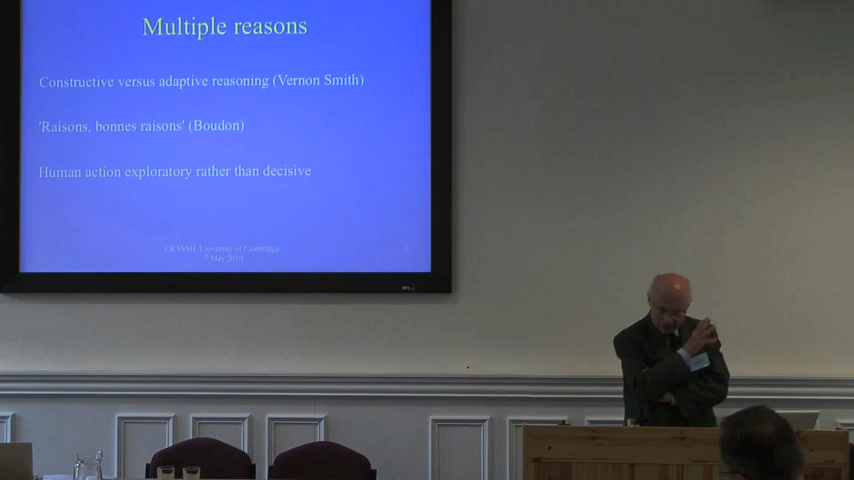 Multiple reasons
Constructive versus adaptive reasoning (Vernon Smith)
'Raisons, bonnes raisons' (Boudon)
Human action exploratory rather than decisive
CRASSH, University of Cambridge,
7 May 2010
6